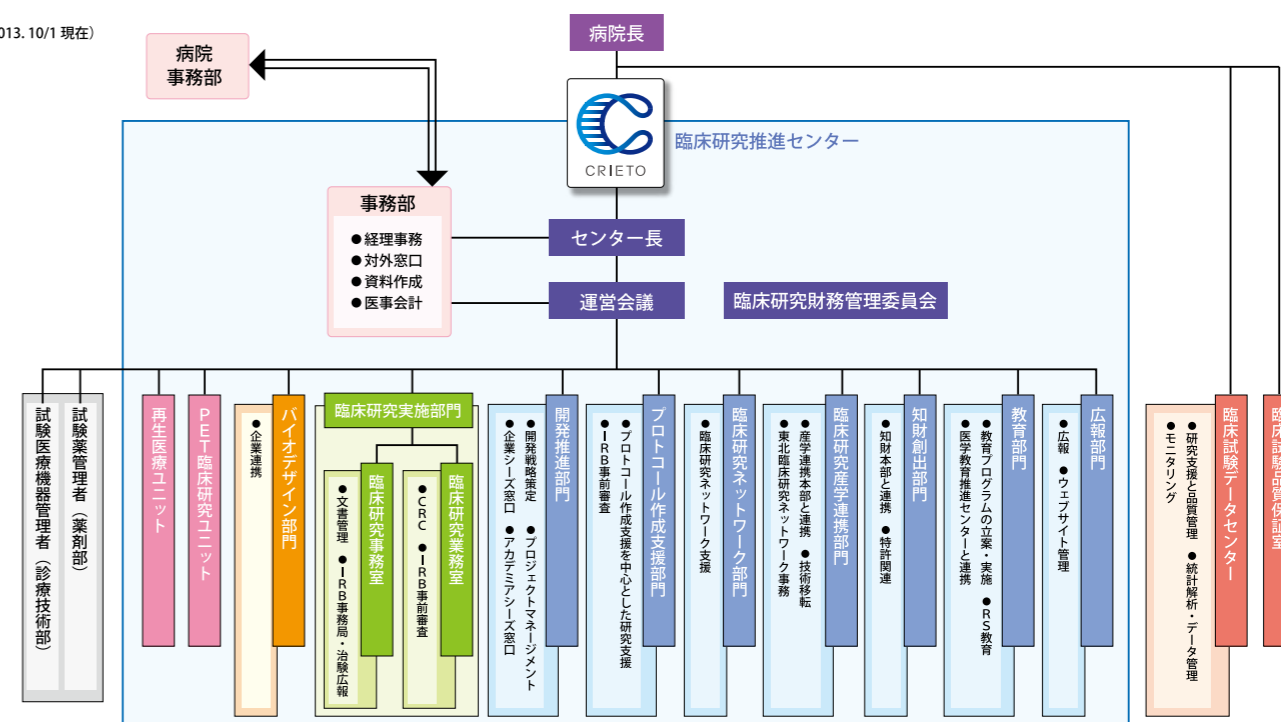 013. 10/1 現在）
病院長
病院
事務部
CRIETO
臨床研究推進センター
事務部
●経理事務
●対外窓口
●資料作成
●医事会計
センター長
運営会議
臨床研究財務管理委員会
試験医療機器管理者（診療技術部）
試験薬管理者（薬剤部）
再生医療ユニット
PET臨床研究ユニット
バイオデザイン部門
●企業連携
臨床研究実施部門
臨床研究事務室
●文書管理 ●IRB事務局・治験広報
臨床研究業務室
●CRC ●IRB事前審査
開発推進部門
●開発戦略策定 ●プロジェクトマネージメント
●企業シーズ窓口 ●アカデミアシーズ窓口
プロトコール作成支援部門
●プロトコール作成支援を中心とした研究支援
●IRB事前審査
臨床研究ネットワーク部門
●臨床研究ネットワーク支援
臨床研究産学連携部門
●産学連携本部と連携 ●技術移転
●東北臨床研究ネットワーク事務
知財創出部門
●知財本部と連携 ●特許関連
教育部門
●教育プログラムの立案・実施 ●RS教育
●医学教育推進センターと連携
広報部門
●広報 ●ウェブサイト管理
臨床試験データセンター
●研究支援と品質管理 ●統計解析・データ管理
●モニタリング
臨床試験品質保証室